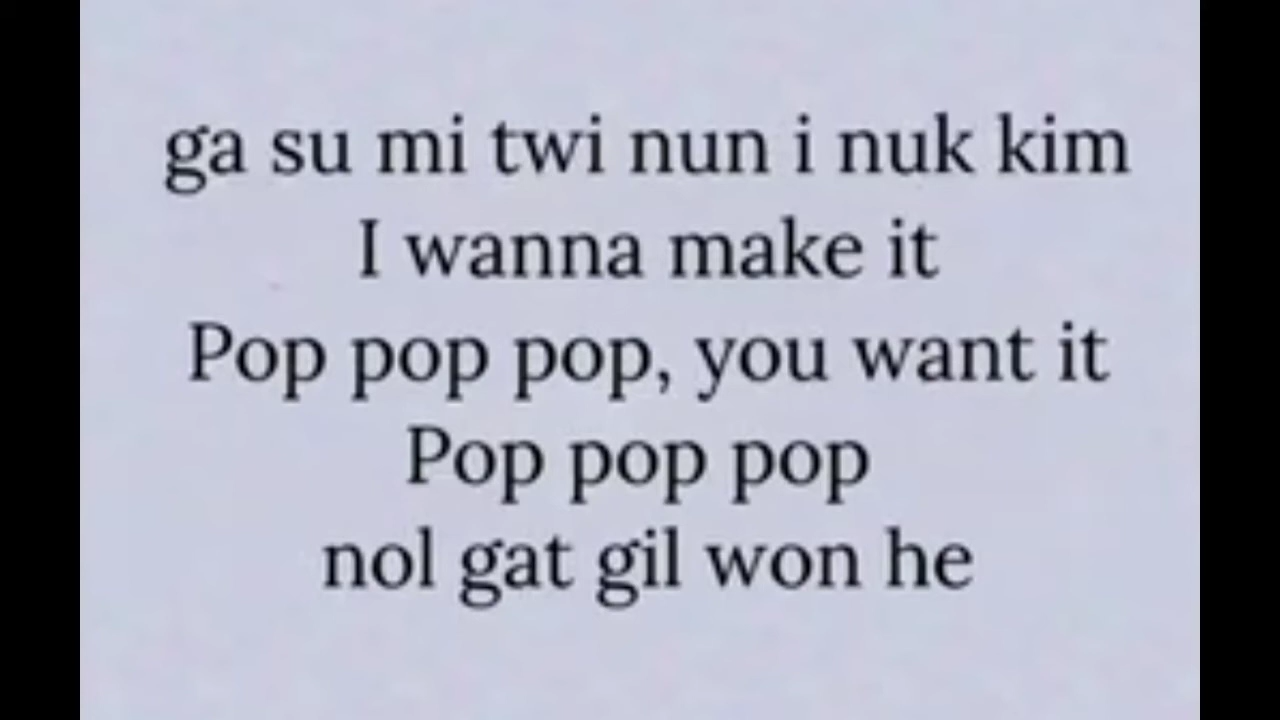 ga su mi twi nun i nuk kim
I wanna make it
Pop pop pop, you want it
Pop pop pop
nol gat gil won he